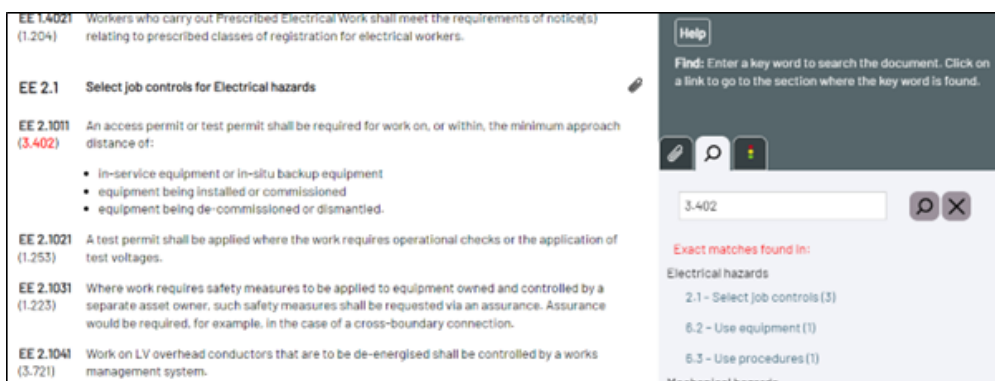 EE 1.4021 Workers who carry out Prescribed Electrical Work shall meet the requirements of notice(s)
(1.204) relating to prescribed classes of registration for electrical workers.
EE 2.1 Select job controls for Electrical hazards
EE 2.1011 An access permit or test permit shall be required for work on, or within, the minimum approach
(3.402) distance of:
• in-service equipment or in-situ backup equipment
• equipment being installed or commissioned
• equipment being de-commissioned or dismantled.
EE 2.1021 A test permit shall be applied where the work requires operational checks or the application of
(1.253) test voltages.
EE 2.1031 Where work requires safety measures to be applied to equipment owned and controlled by a
(1.223) separate asset owner, such safety measures shall be requested via an assurance. Assurance
would be required, for example, in the case of a cross-boundary connection.
EE 2.1041 Work on LV overhead conductors that are to be de-energised shall be controlled by a works
(3.721) management system.
Help
Find: Enter a key word to search the document. Click on
a link to go to the section where the key word is found.
3.402
Exact matches found in:
Electrical hazards
2.1 - Select job controls (3)
6.2 - Use equipment (1)
6.3 - Use procedures (1)
Mechanical hazards